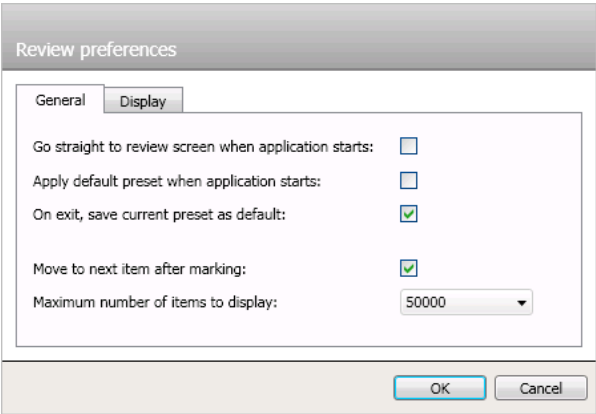 Review preferences
General Display
Go straight to review screen when application starts:
Apply default preset when application starts:
On exit, save current preset as default:
Move to next item after marking:
Maximum number of items to display: 50000
OK Cancel